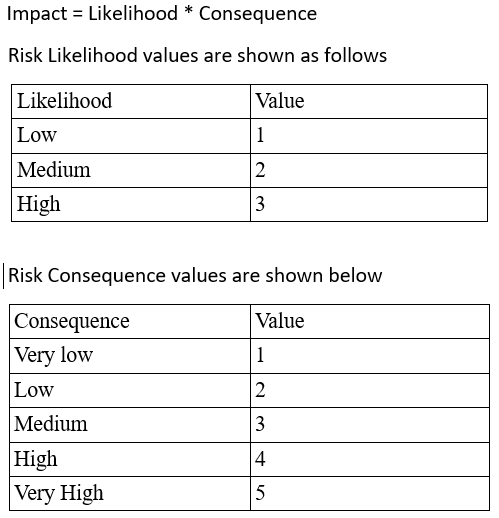 Impact = Likelihood * Consequence
Risk Likelihood values are shown as follows
Likelihood Value
Low 1
Medium 2
High 3
Risk Consequence values are shown below
Consequence Value
Very low 1
Low 2
Medium 3
High 4
Very High 5